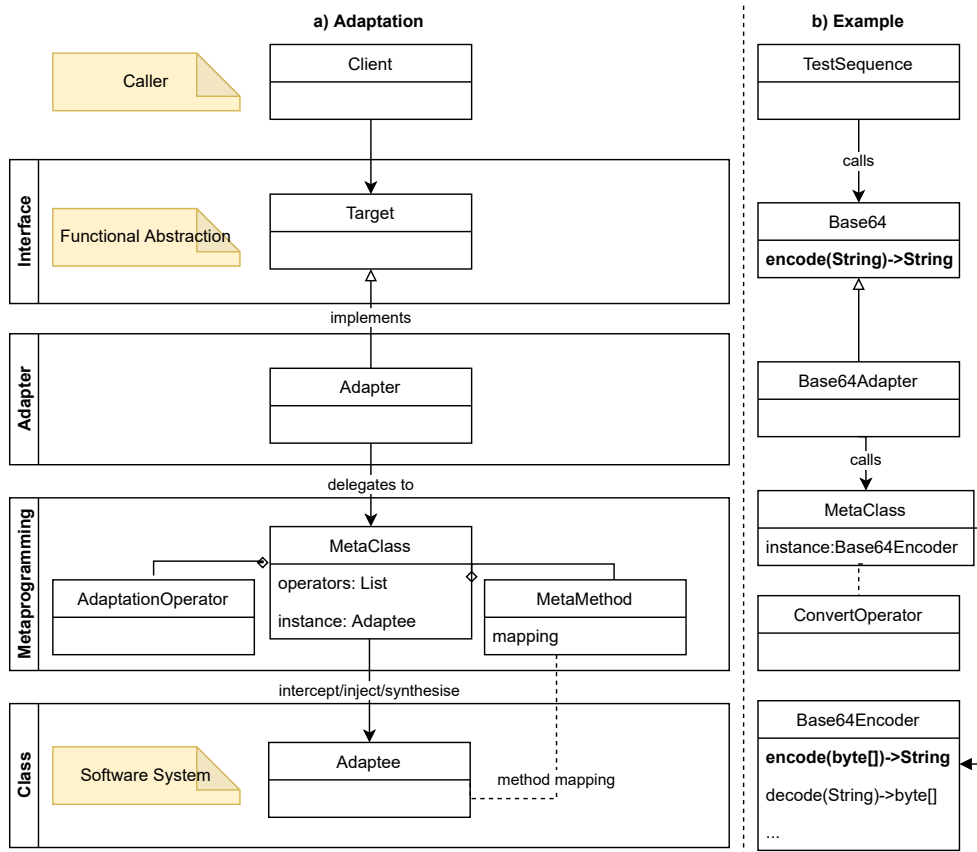 a) Adaptation
Caller
Client
Interface
Functional Abstraction
Target
implements
Adapter
Adapter
delegates to
Metaprogramming
MetaClass
operators: List
instance: Adaptee
AdaptationOperator
MetaMethod
mapping
intercept/inject/synthesise
Class
Software System
Adaptee
method mapping
b) Example
TestSequence
calls
Base64
encode(String)->String
Base64Adapter
calls
MetaClass
instance:Base64Encoder
ConvertOperator
Base64Encoder
encode(byte[])->String
decode(String)->byte[]
...